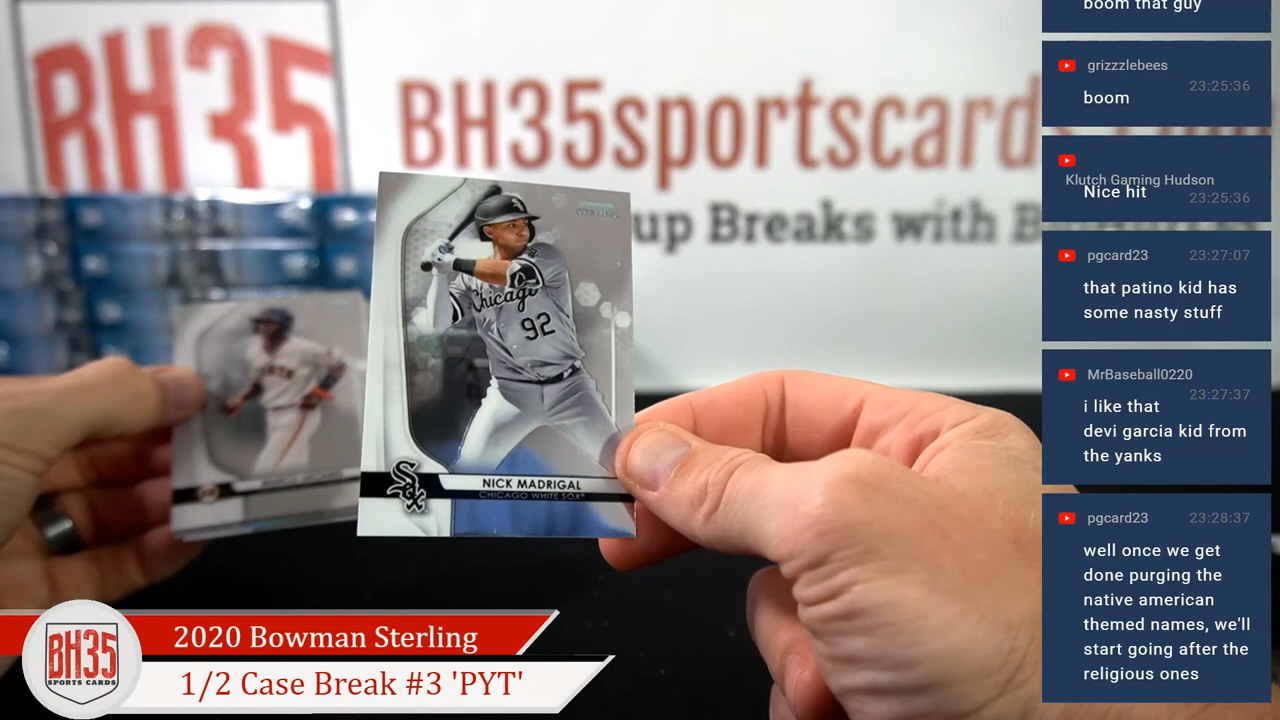 BH35
BH35sportscard
up Breaks with B
Chicago
92
Sox
NICK MADRIGAL
CHICAGO WHITE SOX
BH35
SPORTS CARDS
2020 Bowman Sterling
1/2 Case Break #3 'PYT'
boom that guy
grizzzlebees
23:25:36
boom
Klutch Gaming Hudson
Nice hit
23:25:36
pgcard23 23:27:07
that patino kid has
some nasty stuff
MrBaseball0220
23:27:37
i like that
devi garcia kid from
the yanks
pgcard23 23:28:37
well once we get
done purging the
native american
themed names, we'll
start going after the
religious ones